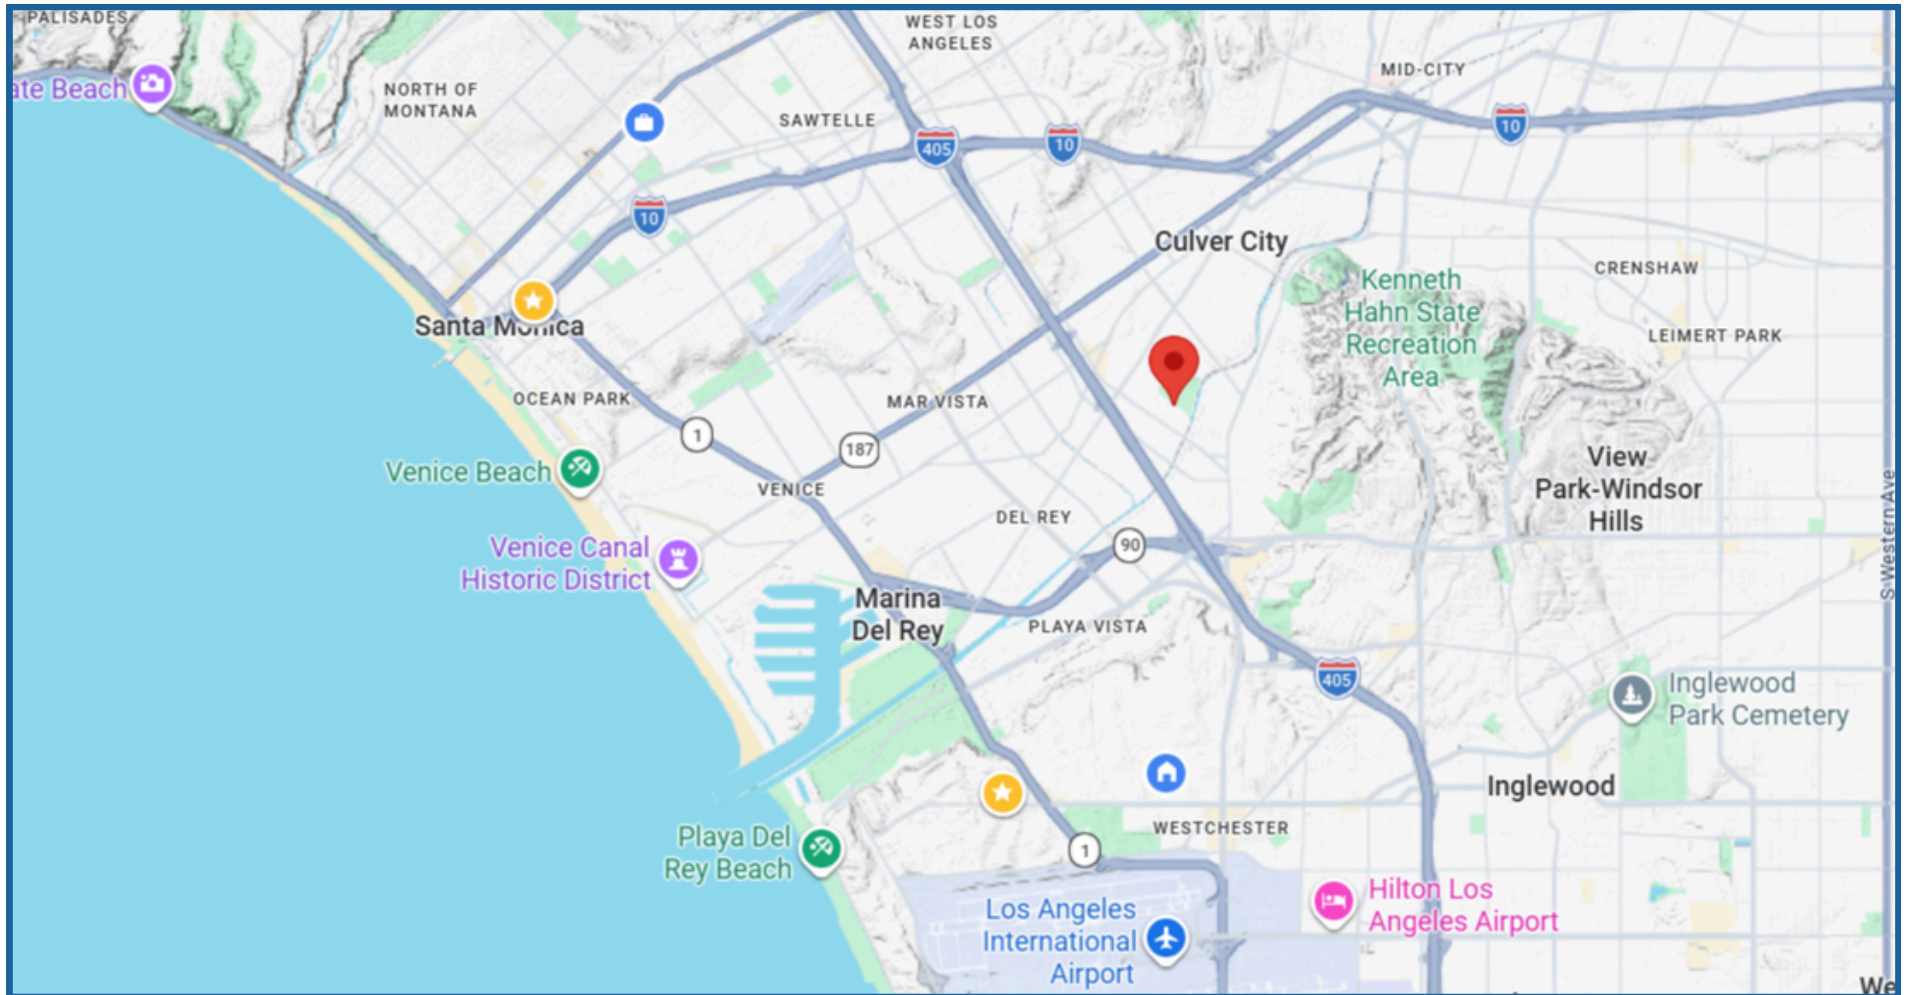 PALISADES
WEST LOS
ANGELES
MID-CITY
ate Beach
NORTH OF
MONTANA
SAWTELLE
10
405
10
10
Culver City
CRENSHAW
Kenneth
Hahn State
Recreation
Area
Santa Monica
LEIMERT PARK
OCEAN PARK
MAR VISTA
1
187
Venice Beach
VENICE
View
Park-Windsor
Hills
DEL REY
S Western Ave
90
Venice Canal
Historic District
Marina
Del Rey
PLAYA VISTA
405
Inglewood
Park Cemetery
Inglewood
WESTCHESTER
Playa Del
Rey Beach
1
Hilton Los
Angeles Airport
Los Angeles
International
Airport
We